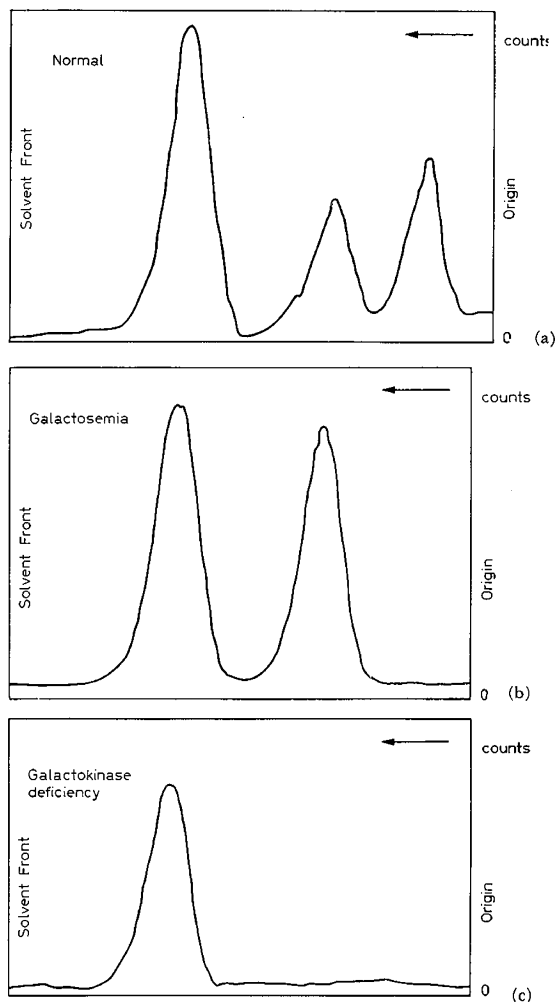 Normal
counts
Solvent Front
Origin
0
(a)
Galactosemia
counts
Solvent Front
Origin
0
(b)
Galactokinase
deficiency
counts
Solvent Front
Origin
0
(c)